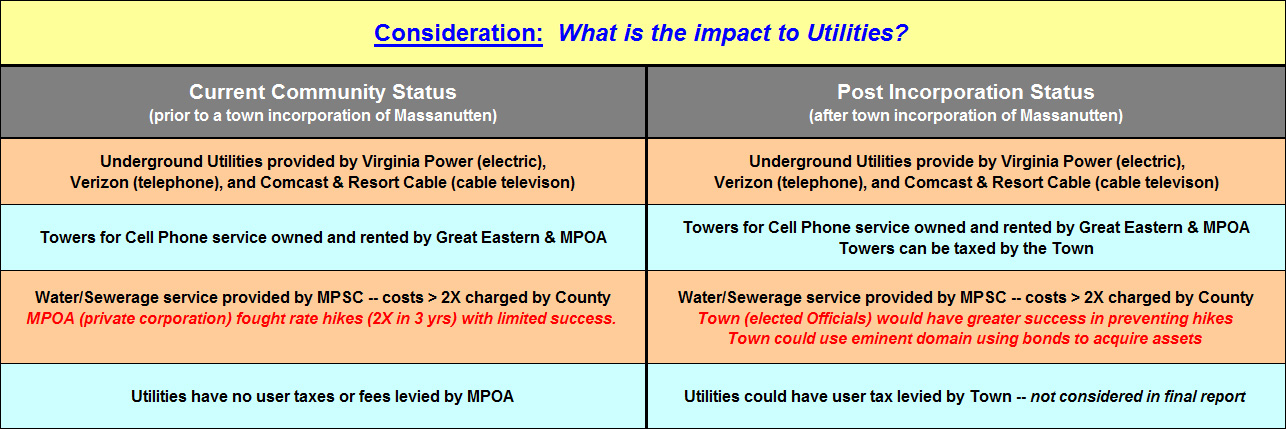 Consideration: What is the impact to Utilities?
Current Community Status
(prior to a town incorporation of Massanutten)
Post Incorporation Status
(after town incorporation of Massanutten)
Underground Utilities provided by Virginia Power (electric),
Verizon (telephone), and Comcast & Resort Cable (cable televison)
Underground Utilities provide by Virginia Power (electric),
Verizon (telephone), and Comcast & Resort Cable (cable televison)
Towers for Cell Phone service owned and rented by Great Eastern & MPOA
Towers for Cell Phone service owned and rented by Great Eastern & MPOA
Towers can be taxed by the Town
Water/Sewerage service provided by MPSC -- costs > 2X charged by County
MPOA (private corporation) fought rate hikes (2X in 3 yrs) with limited success.
Water/Sewerage service provided by MPSC -- costs > 2X charged by County
Town (elected Officials) would have greater success in preventing hikes
Town could use eminent domain using bonds to acquire assets
Utilities have no user taxes or fees levied by MPOA
Utilities could have user tax levied by Town -- not considered in final report